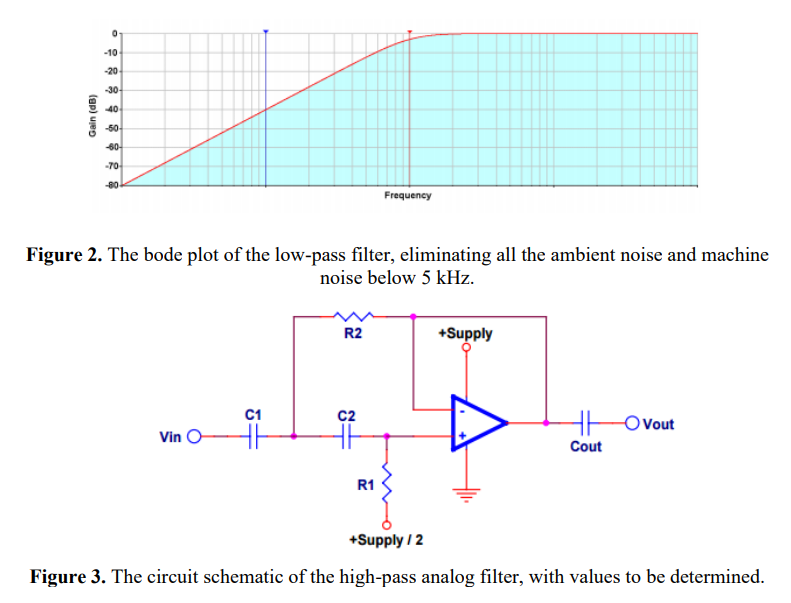 0
-10
-20
-30
-40
-50
-60
-70
-80
Gain (dB)
Frequency
Figure 2. The bode plot of the low-pass filter, eliminating all the ambient noise and machine
noise below 5 kHz.
R2
+Supply
C1
C2
-
Vin
+
Vout
Cout
R1
+Supply / 2
Figure 3. The circuit schematic of the high-pass analog filter, with values to be determined.